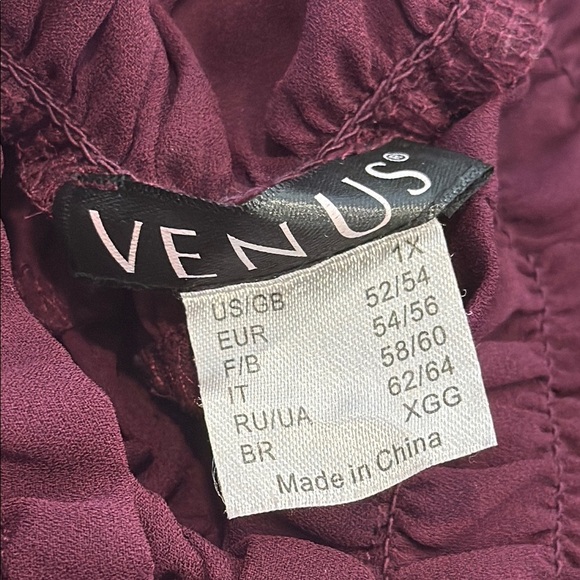 VENUS®
US/GB 1X
EUR 52/54
F/B 54/56
IT 58/60
RU/UA 62/64
BR XGG
Made in China